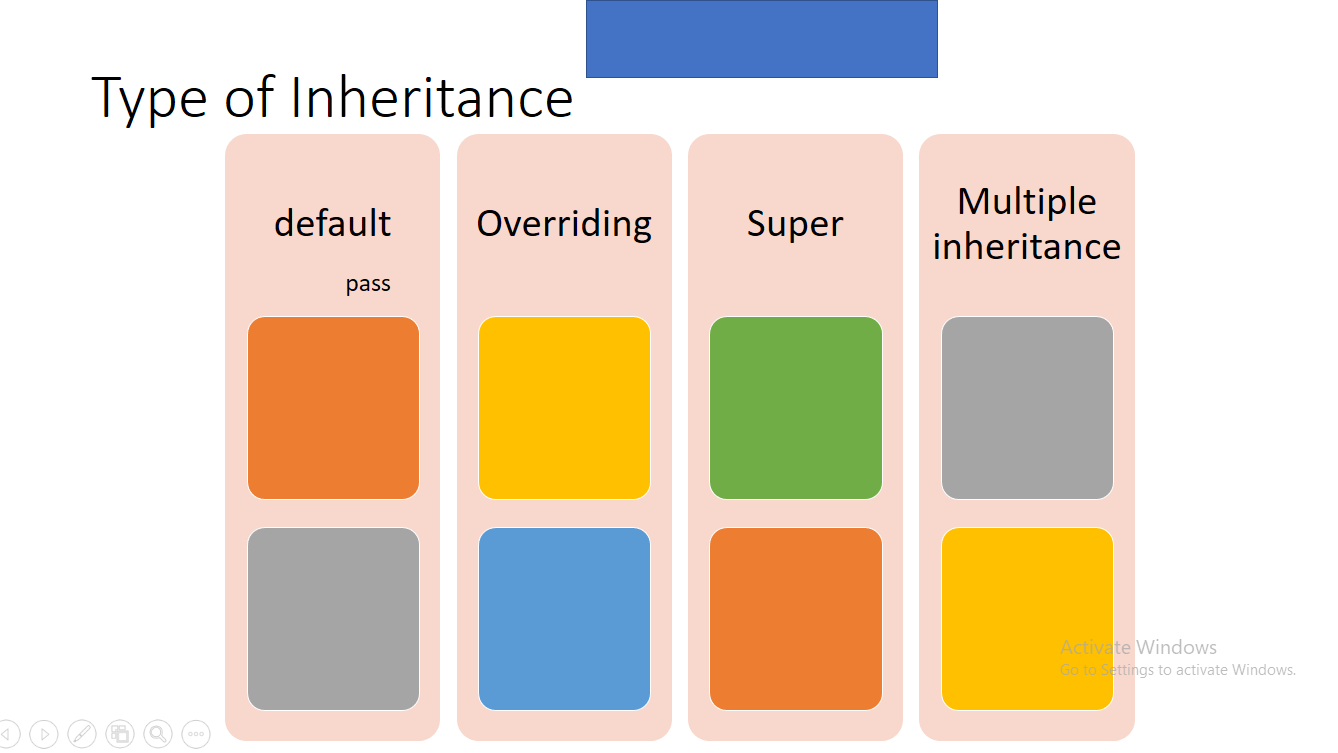 Type of Inheritance
default
pass
Overriding
Super
Multiple
inheritance
Activate Windows
Go to Settings to activate Windows.